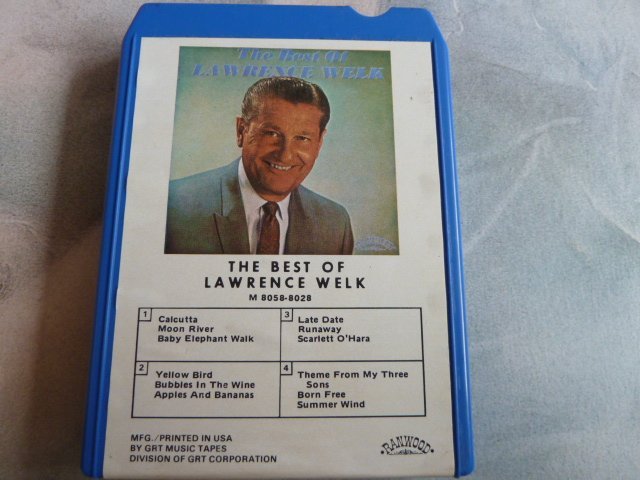 The Best Of
LAWRENCE WELK
THE BEST OF
LAWRENCE WELK
M 8058-8028
1
Calcutta
Moon River
Baby Elephant Walk
2
Yellow Bird
Bubbles In The Wine
Apples And Bananas
3
Late Date
Runaway
Scarlett O'Hara
4
Theme From My Three
Sons
Born Free
Summer Wind
MFG./PRINTED IN USA
BY GRT MUSIC TAPES
DIVISION OF GRT CORPORATION
RANWOOD